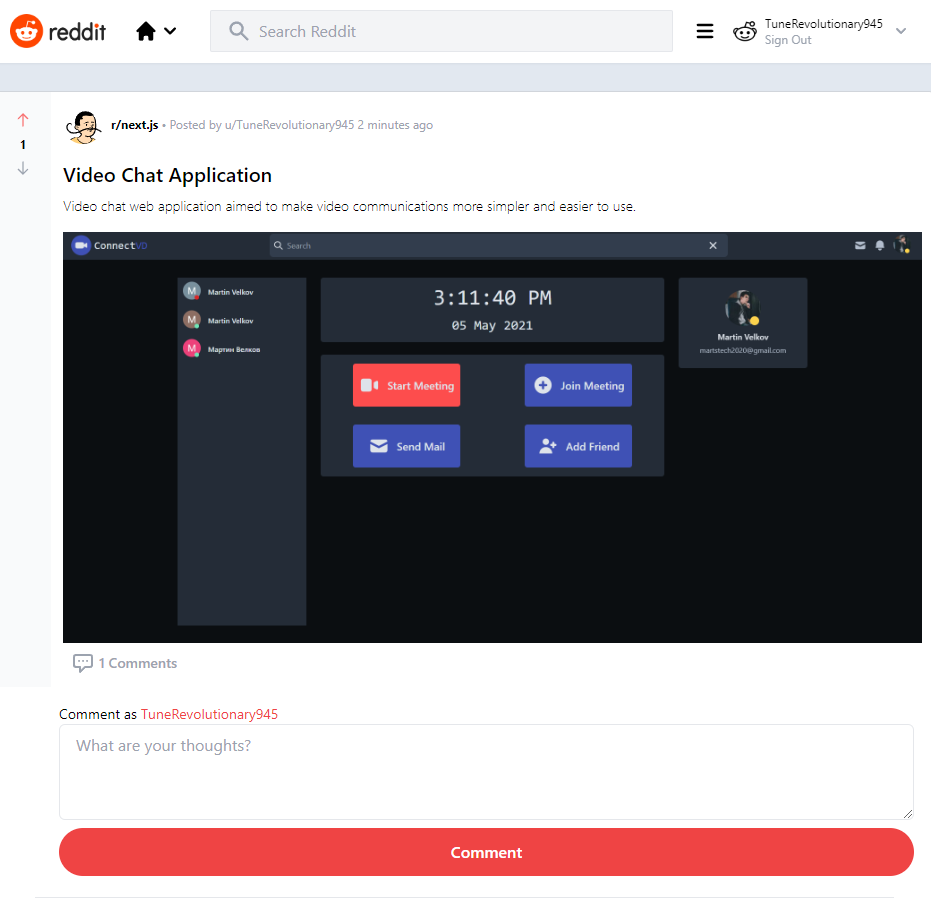 reddit
Search Reddit
TuneRevolutionary945
Sign Out
1
r/next.js • Posted by u/TuneRevolutionary945 2 minutes ago
Video Chat Application
Video chat web application aimed to make video communications more simpler and easier to use.
ConnectVD
Search
M Martin Velkov
M Martin Velkov
M Мартин Велков
3:11:40 PM
05 May 2021
Start Meeting
Join Meeting
Send Mail
Add Friend
Martin Velkov
martstech2020@gmail.com
1 Comments
Comment as TuneRevolutionary945
What are your thoughts?
Comment